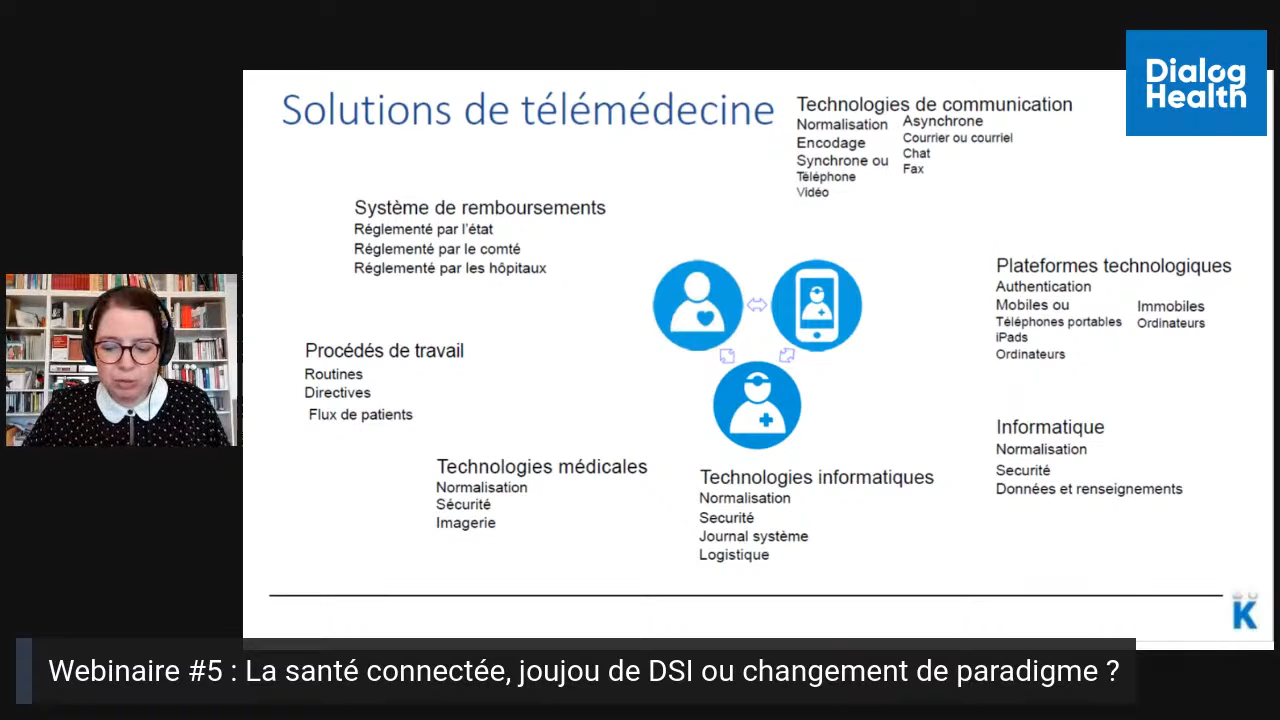 Dialog
Health
Solutions de télémédecine
Technologies de communication
Normalisation
Encodage
Synchrone ou
Téléphone
Vidéo
Asynchrone
Courrier ou courriel
Chat
Fax
Système de remboursements
Réglementé par l'état
Réglementé par le comté
Réglementé par les hôpitaux
Plateformes technologiques
Authentication
Mobiles ou
Téléphones portables
iPads
Ordinateurs
Immobiles
Ordinateurs
Procédés de travail
Routines
Directives
Flux de patients
Informatique
Normalisation
Securité
Données et renseignements
Technologies médicales
Normalisation
Sécurité
Imagerie
Technologies informatiques
Normalisation
Securité
Journal système
Logistique
K
Webinaire #5 : La santé connectée, joujou de DSI ou changement de paradigme ?